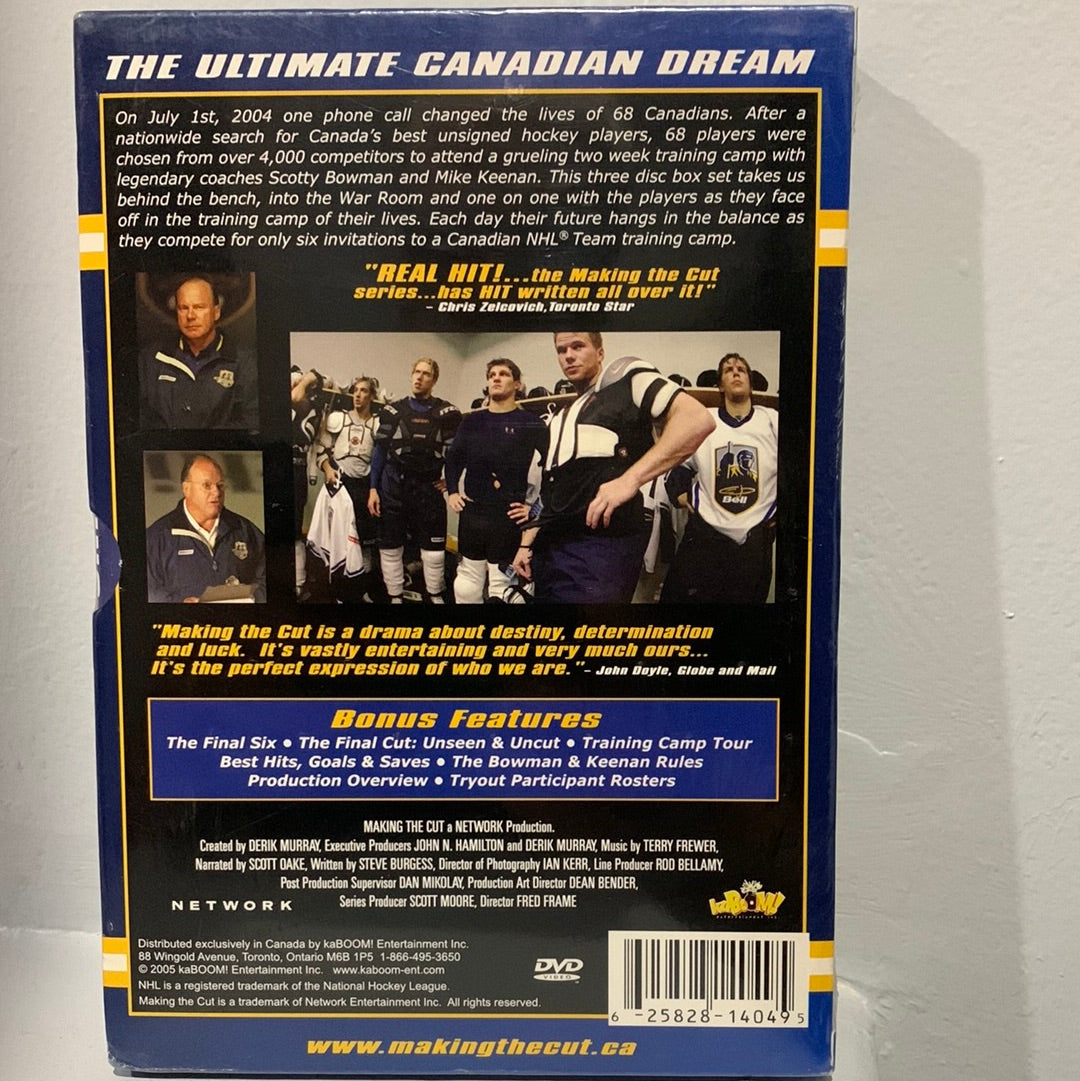 THE ULTIMATE CANADIAN DREAM
On July 1st, 2004 one phone call changed the lives of 68 Canadians. After a
nationwide search for Canada's best unsigned hockey players, 68 players were
chosen from over 4,000 competitors to attend a grueling two week training camp with
legendary coaches Scotty Bowman and Mike Keenan. This three disc box set takes us
behind the bench, into the War Room and one on one with the players as they face
off in the training camp of their lives. Each day their future hangs in the balance as
they compete for only six invitations to a Canadian NHL® Team training camp.
"REAL HIT!...the Making the Cut
series...has HIT written all over it!"
- Chris Zelcovich, Toronto Star
Bell
"Making the Cut is a drama about destiny, determination
and luck. It's vastly entertaining and very much ours...
It's the perfect expression of who we are." - John Doyle, Globe and Mail
Bonus Features
The Final Six • The Final Cut: Unseen & Uncut • Training Camp Tour
Best Hits, Goals & Saves • The Bowman & Keenan Rules
Production Overview • Tryout Participant Rosters
MAKING THE CUT a NETWORK Production.
Created by DERIK MURRAY, Executive Producers JOHN N. HAMILTON and DERIK MURRAY, Music by TERRY FREWER,
Narrated by SCOTT OAKE, Written by STEVE BURGESS, Director of Photography IAN KERR, Line Producer ROD BELLAMY,
Post Production Supervisor DAN MIKOLAY, Production Art Director DEAN BENDER,
Series Producer SCOTT MOORE, Director FRED FRAME
NETWORK
kaBOOM!
entertainment inc.
Distributed exclusively in Canada by kaBOOM! Entertainment Inc.
88 Wingold Avenue, Toronto, Ontario M6B 1P5 1-866-495-3650
© 2005 kaBOOM! Entertainment Inc. www.kaboom-ent.com
NHL is a registered trademark of the National Hockey League.
Making the Cut is a trademark of Network Entertainment Inc. All rights reserved.
DVD
VIDEO
6 -25828-14049 5
www.makingthecut.ca